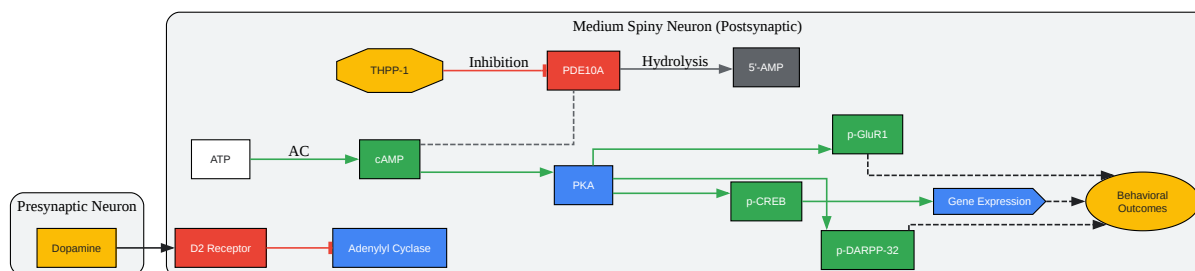 Medium Spiny Neuron (Postsynaptic)
THPP-1
Inhibition
PDE10A
Hydrolysis
5'-AMP
ATP
AC
cAMP
PKA
p-GluR1
p-CREB
Gene Expression
Behavioral
Outcomes
p-DARPP-32
Presynaptic Neuron
Dopamine
D2 Receptor
Adenylyl Cyclase